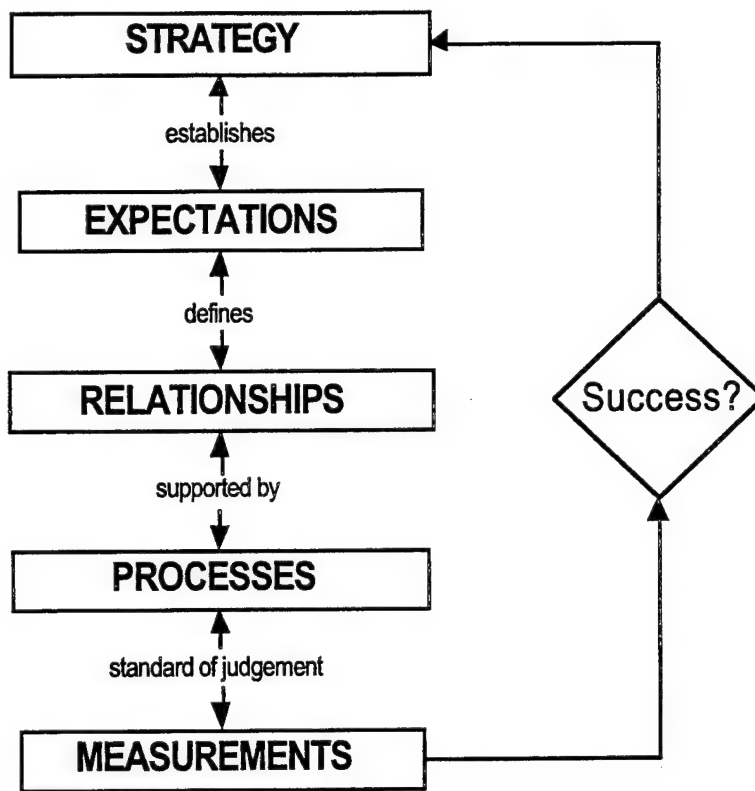 STRATEGY
establishes
EXPECTATIONS
defines
RELATIONSHIPS
Success?
supported by
PROCESSES
standard of judgement
MEASUREMENTS